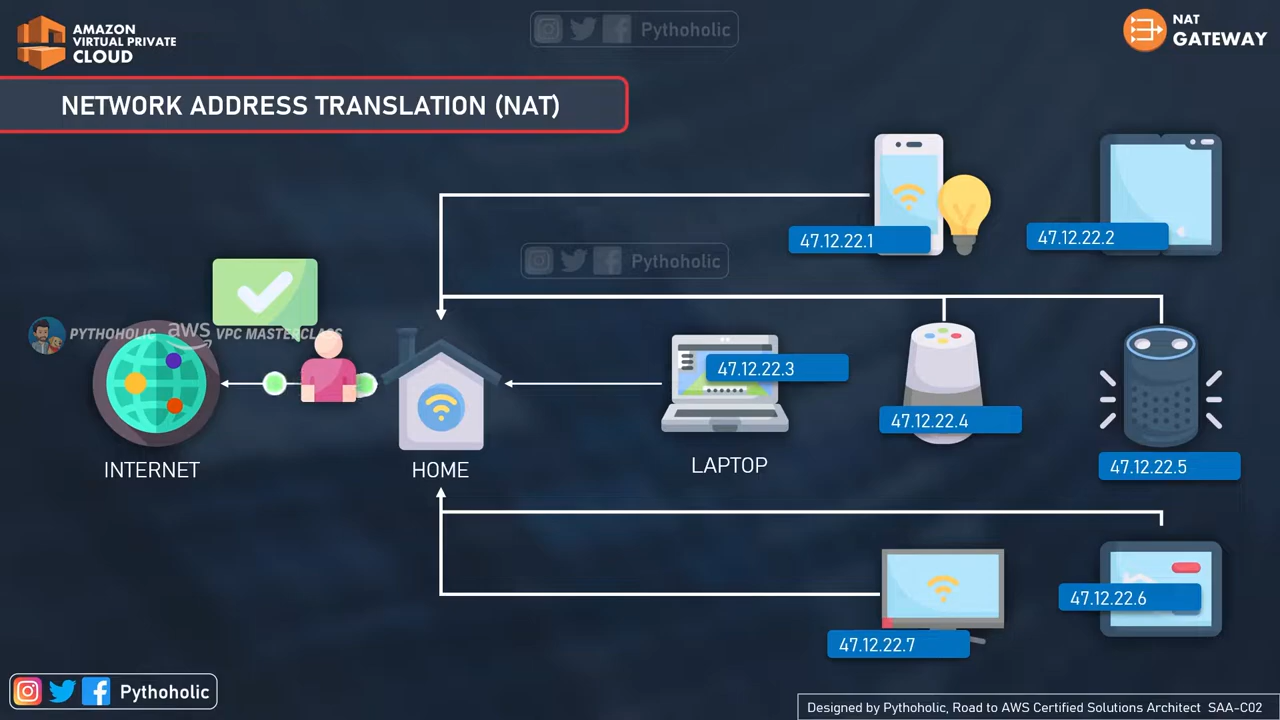 AMAZON
VIRTUAL PRIVATE
CLOUD
Pythoholic
NAT
GATEWAY
NETWORK ADDRESS TRANSLATION (NAT)
47.12.22.1
47.12.22.2
Pythoholic
PYTHOHOLIC aws VPC MASTERCLASS
47.12.22.3
47.12.22.4
47.12.22.5
INTERNET
HOME
LAPTOP
47.12.22.6
47.12.22.7
Pythoholic
Designed by Pythoholic, Road to AWS Certified Solutions Architect SAA-C02